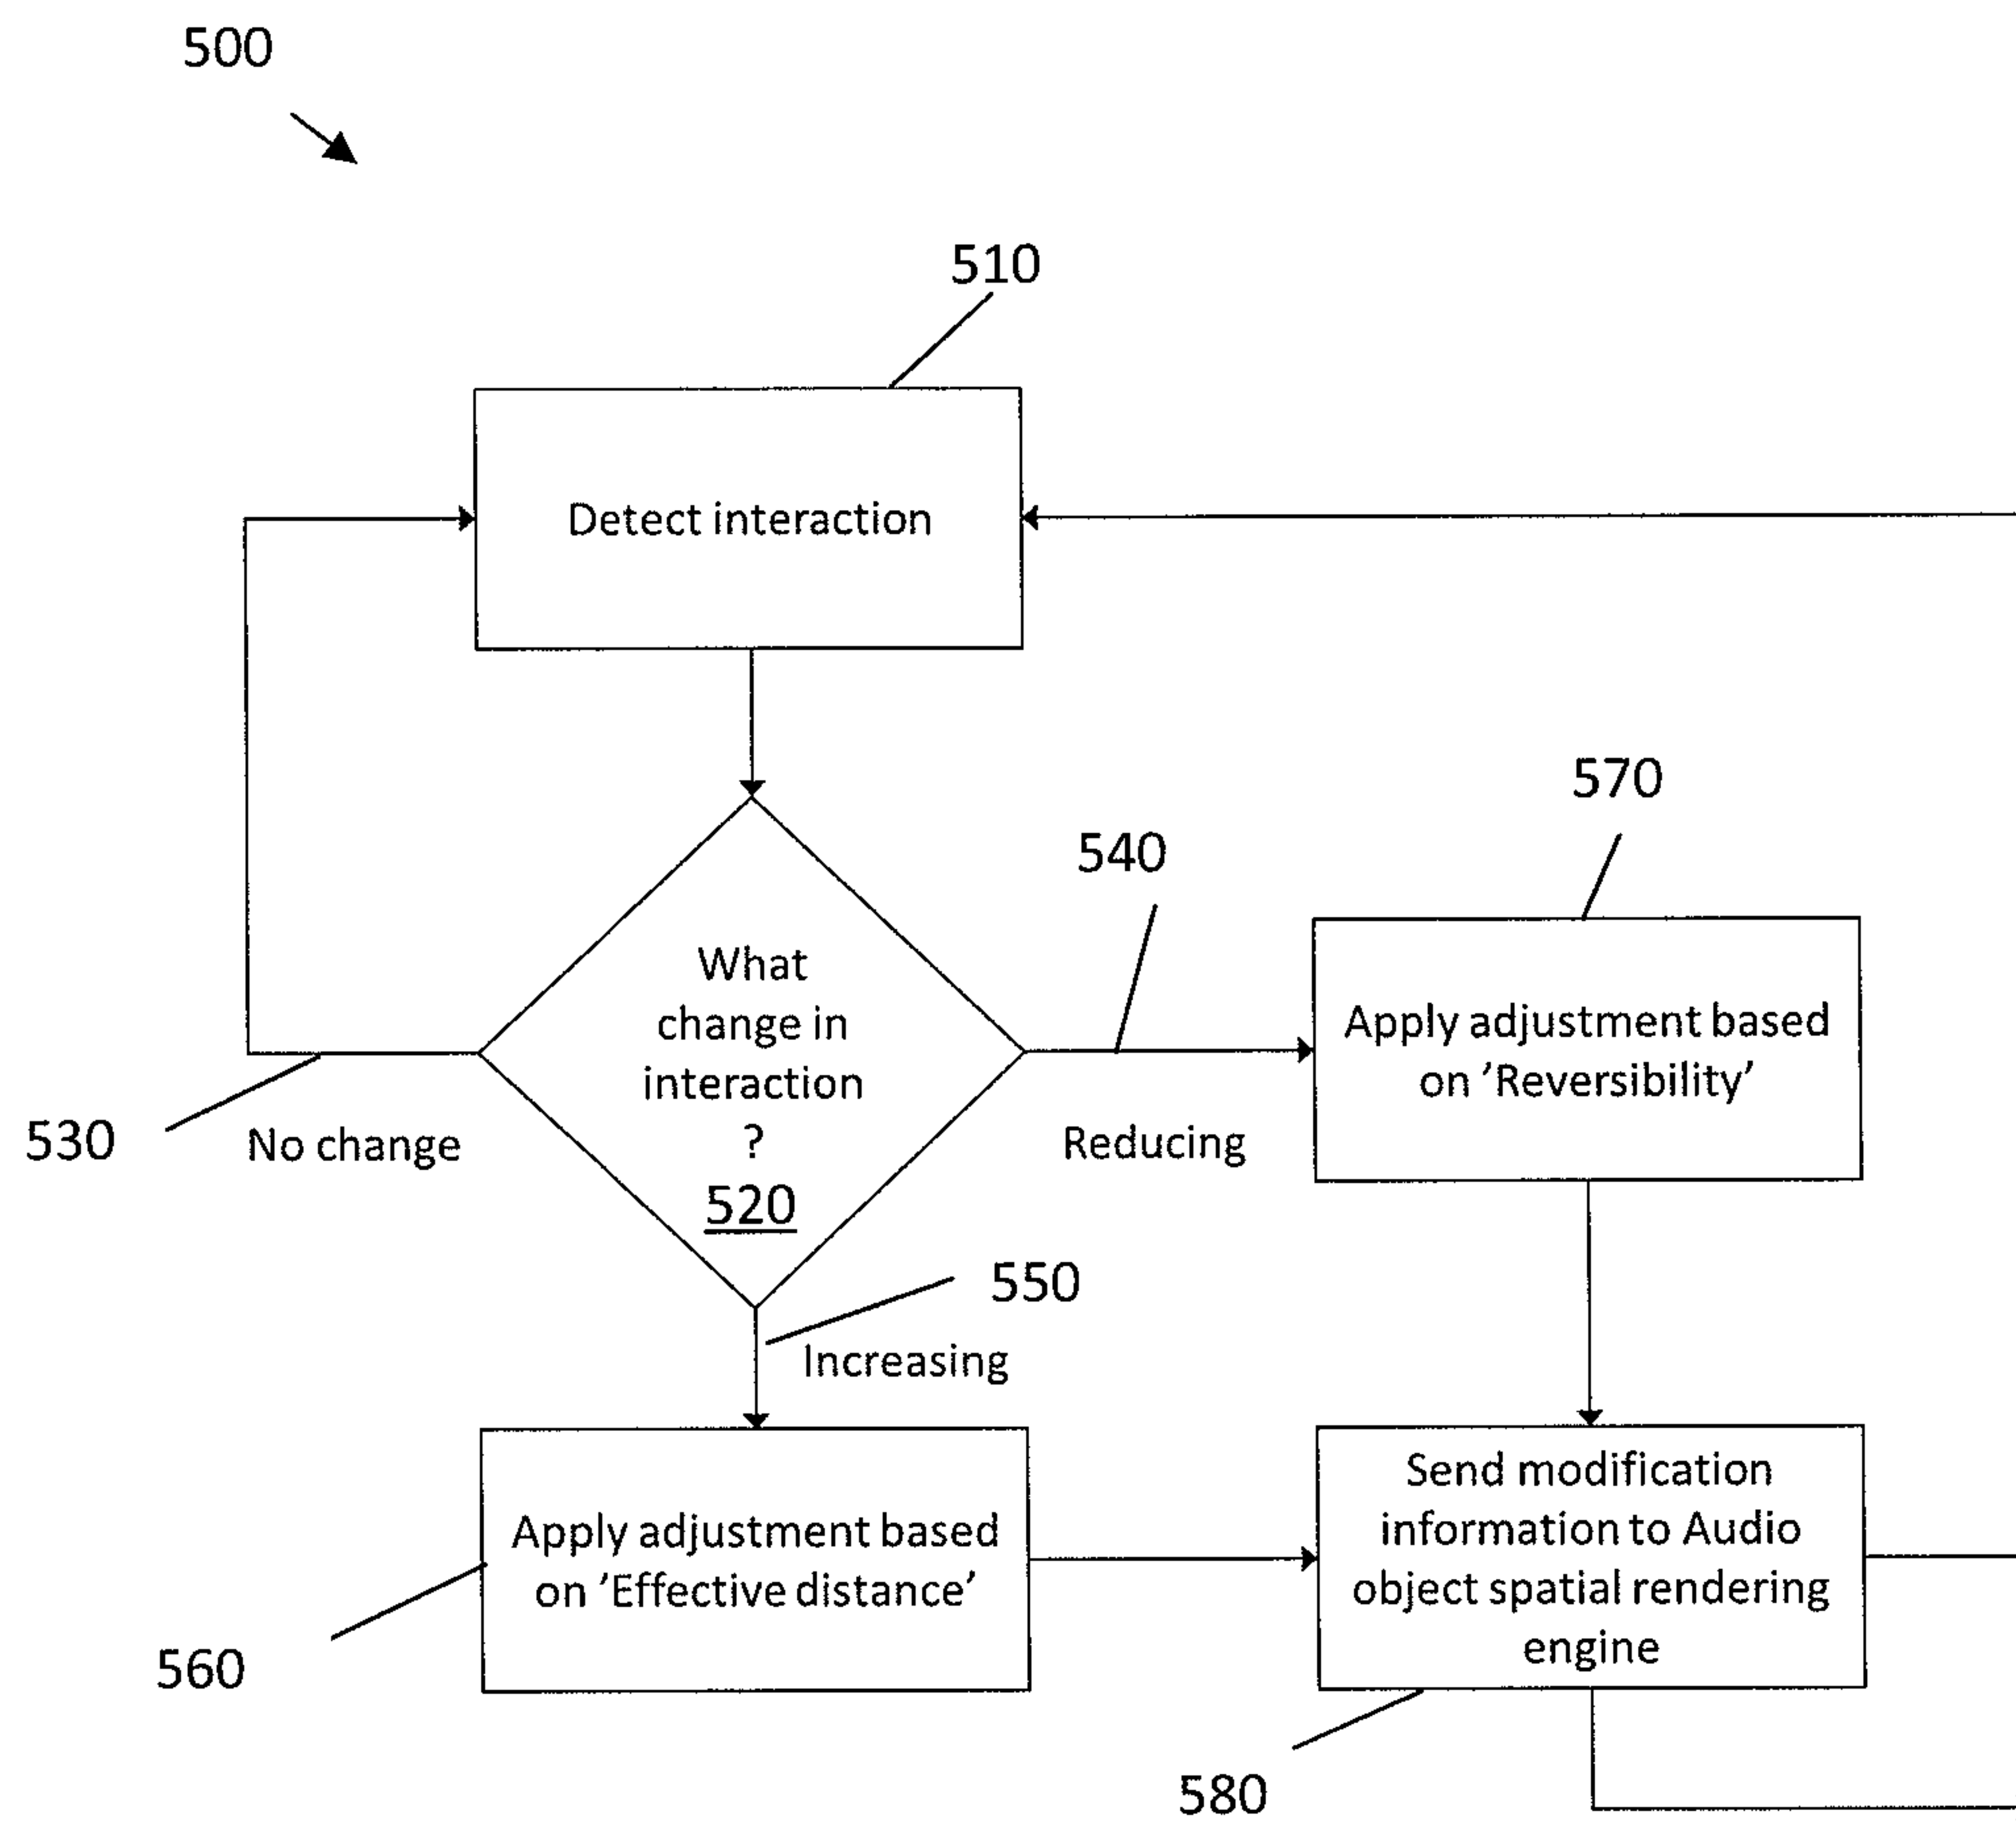 500
510
Detect interaction
570
540
What
change in
interaction
?
520
Apply adjustment based
on ’Reversibility’
530
No change
Reducing
550
Increasing
Apply adjustment based
on ’Effective distance’
Send modification
information to Audio
object spatial rendering
engine
560
580